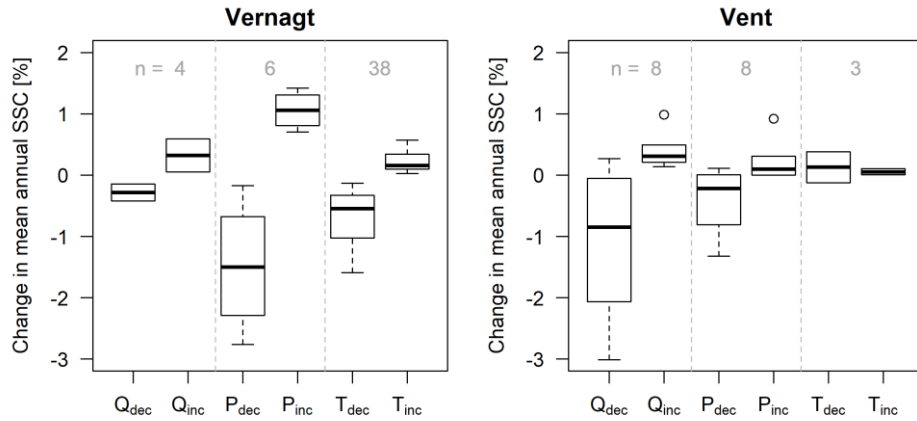 Vernagt
Change in mean annual SSC [%]
2
1
0
-1
-2
-3
n = 4
6
38
Qdec
Qinc
Pdec
Pinc
Tdec
Tinc
Vent
Change in mean annual SSC [%]
2
1
0
-1
-2
-3
n = 8
8
3
Qdec
Qinc
Pdec
Pinc
Tdec
Tinc